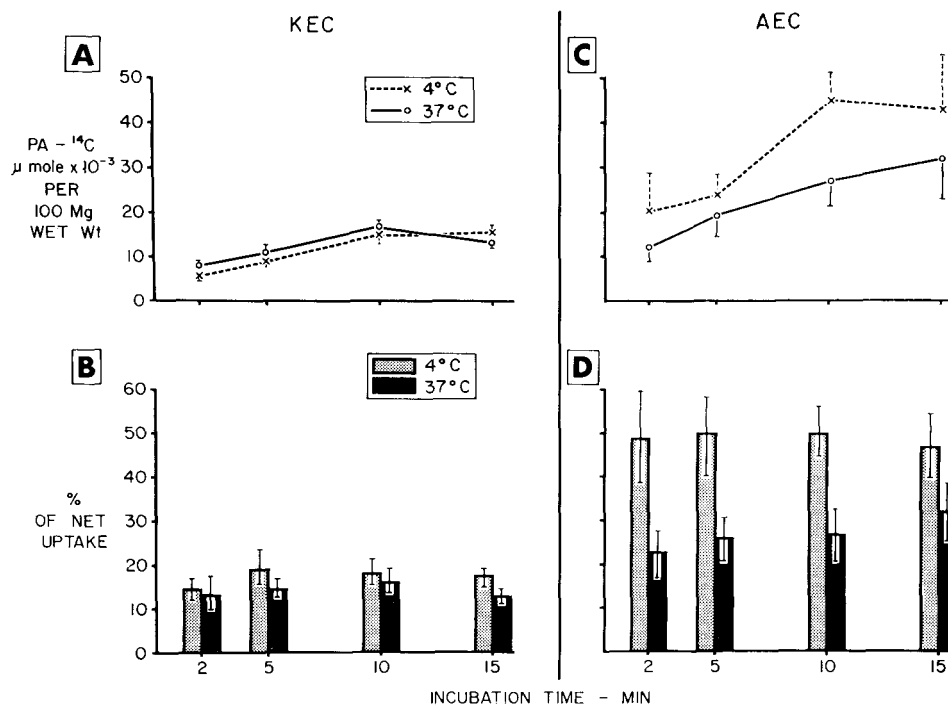 KEC
AEC
A
50
40
30
20
10
0
PA - ¹⁴C
μ mole x 10⁻³
PER
100 Mg
WET Wt
4°C
37°C
C
B
60
50
40
30
20
10
0
%
OF NET
UPTAKE
4°C
37°C
D
2 5 10 15
2 5 10 15
INCUBATION TIME - MIN